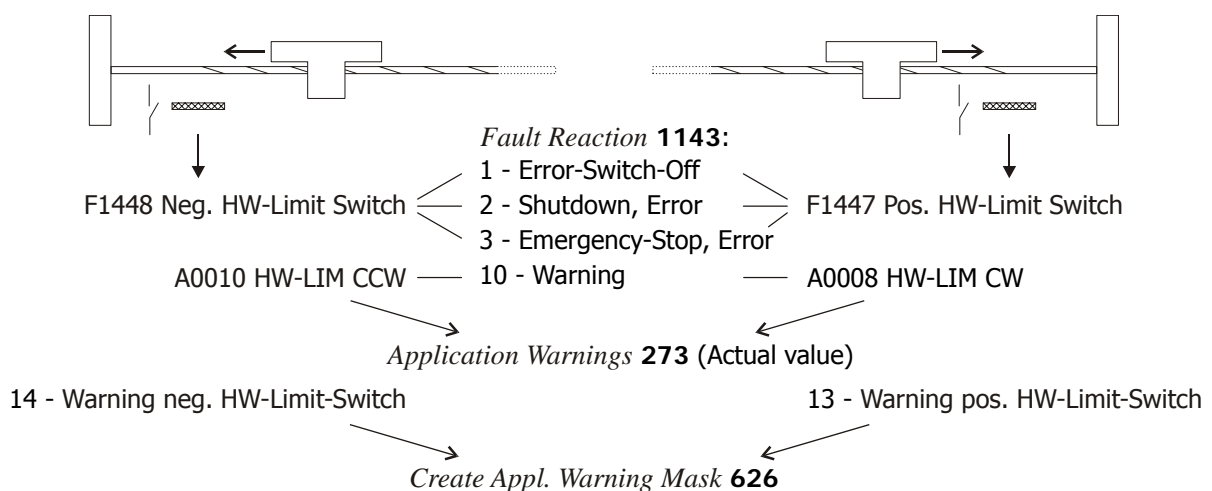 Fault Reaction 1143:
1 - Error-Switch-Off
F1448 Neg. HW-Limit Switch 2 - Shutdown, Error F1447 Pos. HW-Limit Switch
3 - Emergency-Stop, Error
A0010 HW-LIM CCW 10 - Warning A0008 HW-LIM CW
Application Warnings 273 (Actual value)
14 - Warning neg. HW-Limit-Switch 13 - Warning pos. HW-Limit-Switch
Create Appl. Warning Mask 626